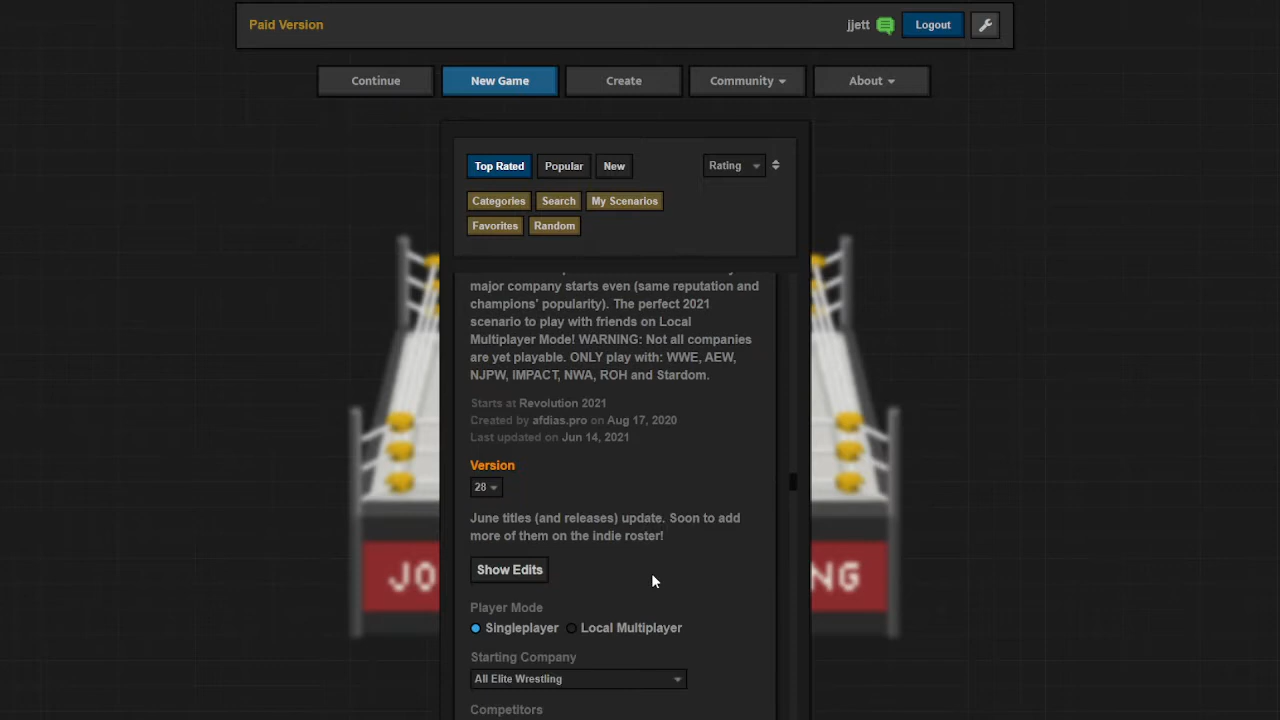 Paid Version
jjett
Logout
Continue
New Game
Create
Community
About
Top Rated
Popular
New
Rating
Categories
Search
My Scenarios
Favorites
Random
major company starts even (same reputation and
champions' popularity). The perfect 2021
scenario to play with friends on Local
Multiplayer Mode! WARNING: Not all companies
are yet playable. ONLY play with: WWE, AEW,
NJPW, IMPACT, NWA, ROH and Stardom.
Starts at Revolution 2021
Created by afdias.pro on Aug 17, 2020
Last updated on Jun 14, 2021
Version
28
June titles (and releases) update. Soon to add
more of them on the indie roster!
Show Edits
JO
NG
Player Mode
Singleplayer
Local Multiplayer
Starting Company
All Elite Wrestling
Competitors